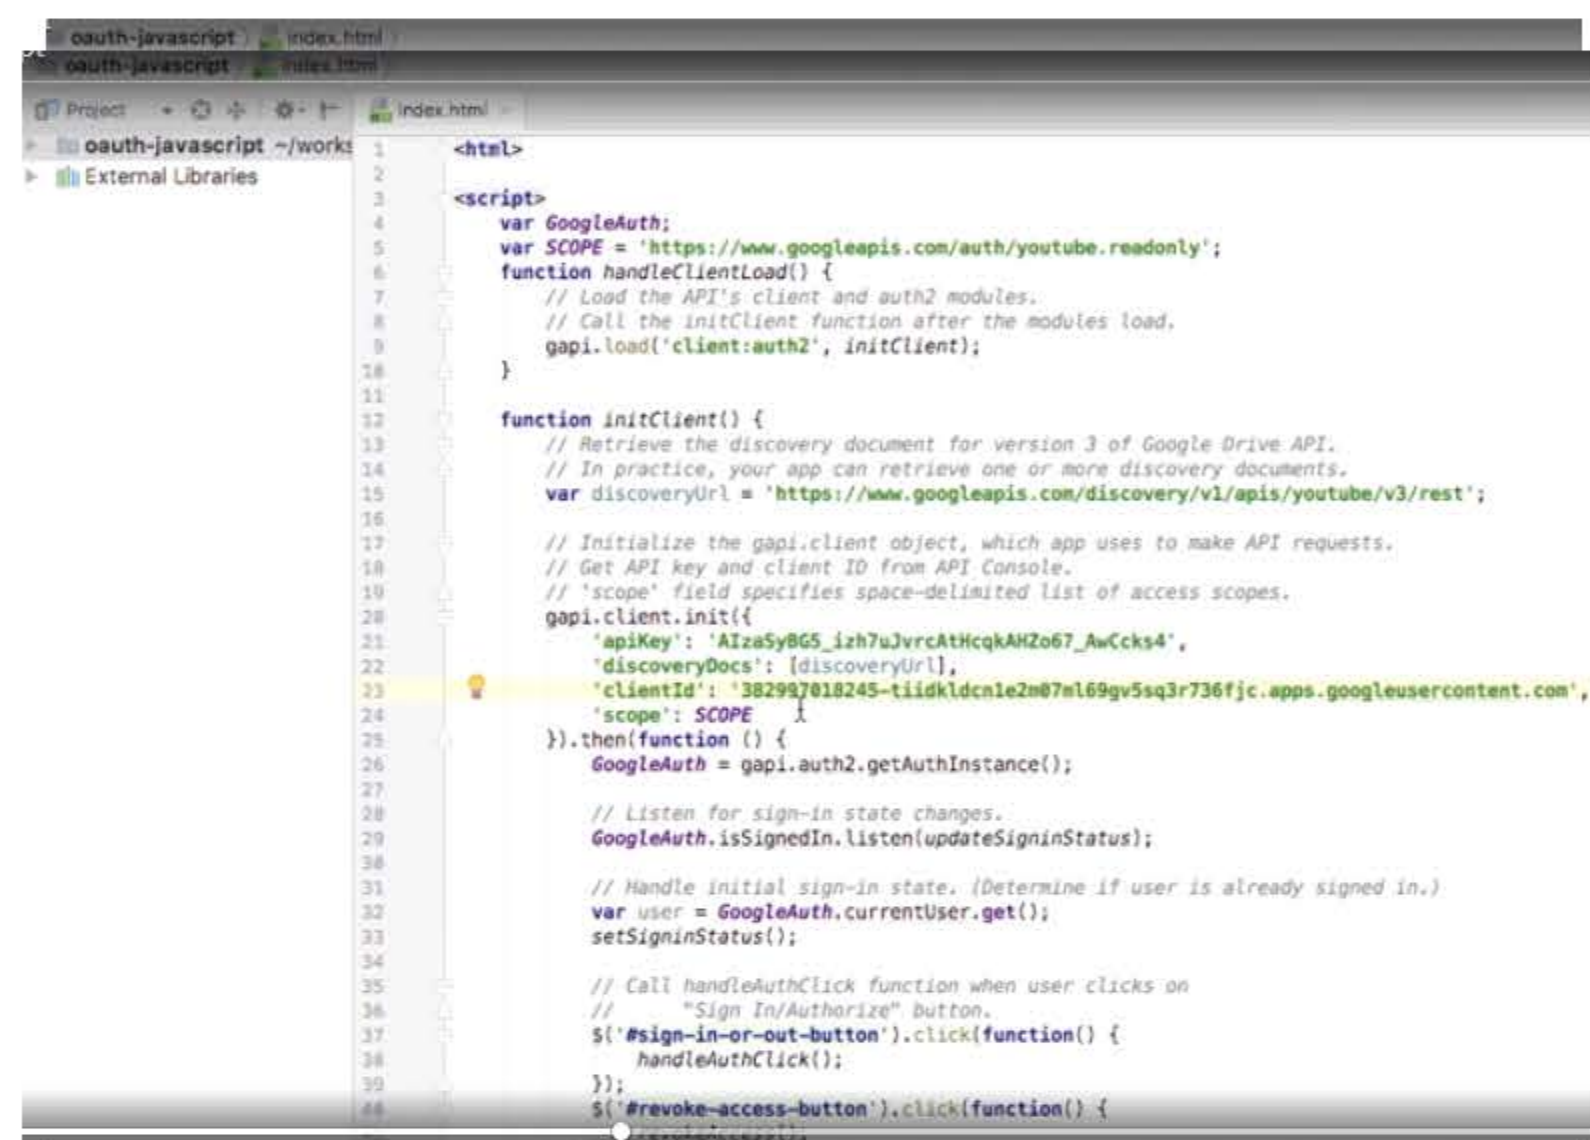 oauth-javascript index.html
oauth-javascript index.html
Project index.html
oauth-javascript ~/works
External Libraries
1 <html>
2
3 <script>
4 var GoogleAuth;
5 var SCOPE = 'https://www.googleapis.com/auth/youtube.readonly';
6 function handleClientLoad() {
7 // Load the API's client and auth2 modules.
8 // Call the initClient function after the modules load.
9 gapi.load('client:auth2', initClient);
10 }
11
12 function initClient() {
13 // Retrieve the discovery document for version 3 of Google Drive API.
14 // In practice, your app can retrieve one or more discovery documents.
15 var discoveryUrl = 'https://www.googleapis.com/discovery/v1/apis/youtube/v3/rest';
16
17 // Initialize the gapi.client object, which app uses to make API requests.
18 // Get API key and client ID from API Console.
19 // 'scope' field specifies space-delimited list of access scopes.
20 gapi.client.init({
21 'apiKey': 'AIzaSyBG5_izh7uJvrcAtHcqkAHZo67_AwCcks4',
22 'discoveryDocs': [discoveryUrl],
23 'clientId': '382997018245-tiidkldcn1e2m07ml69gv5sq3r736fjc.apps.googleusercontent.com',
24 'scope': SCOPE
25 }).then(function () {
26 GoogleAuth = gapi.auth2.getAuthInstance();
27
28 // Listen for sign-in state changes.
29 GoogleAuth.isSignedIn.listen(updateSigninStatus);
30
31 // Handle initial sign-in state. (Determine if user is already signed in.)
32 var user = GoogleAuth.currentUser.get();
33 setSigninStatus();
34
35 // Call handleAuthClick function when user clicks on
36 // "Sign In/Authorize" button.
37 $('#sign-in-or-out-button').click(function() {
38 handleAuthClick();
39 });
40 $('#revoke-access-button').click(function() {
revokeAccess();